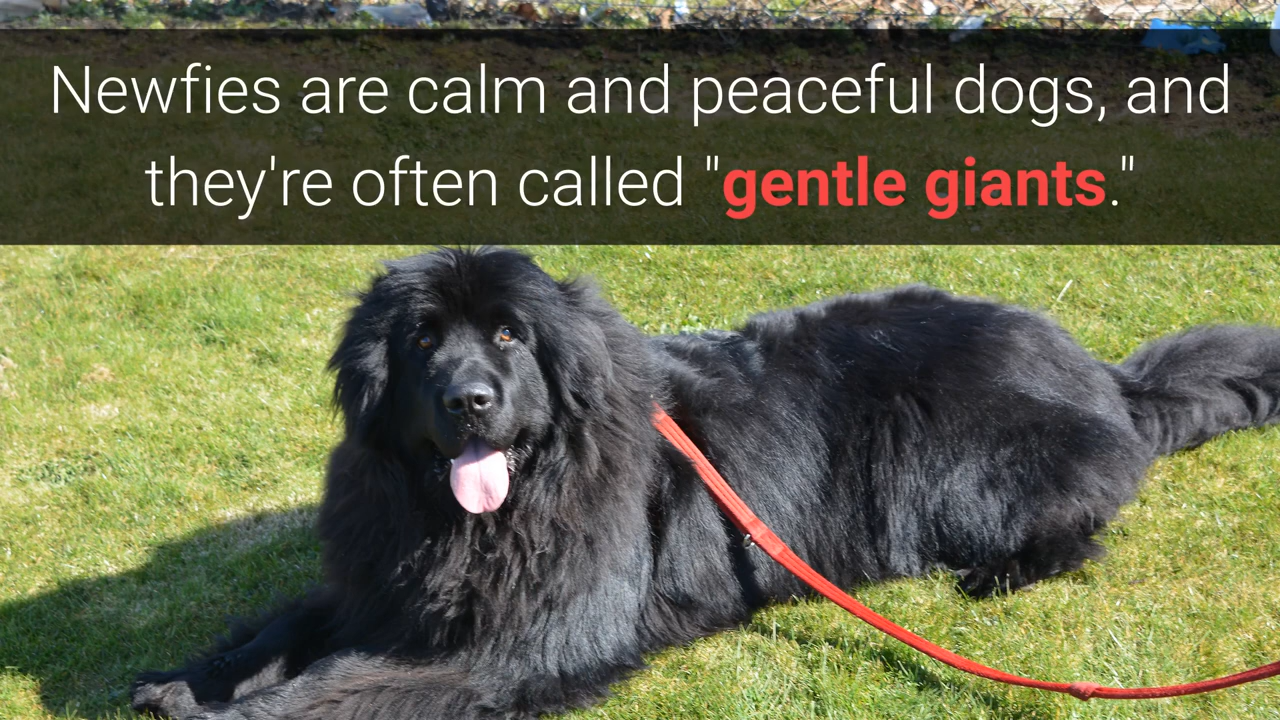 Newfies are calm and peaceful dogs, and
they're often called "gentle giants."